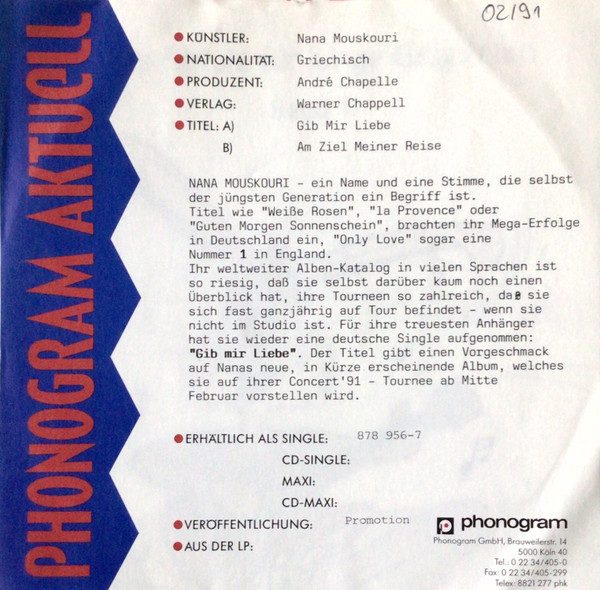 02/91
PHONOGRAM AKTUELL
KÜNSTLER: Nana Mouskouri
NATIONALITÄT: Griechisch
PRODUZENT: André Chapelle
VERLAG: Warner Chappell
TITEL: A) Gib Mir Liebe
B) Am Ziel Meiner Reise
NANA MOUSKOURI – ein Name und eine Stimme, die selbst
der jüngsten Generation ein Begriff ist.
Titel wie "Weiße Rosen", "la Provence" oder
"Guten Morgen Sonnenschein", brachten ihr Mega-Erfolge
in Deutschland ein, "Only Love" sogar eine
Nummer 1 in England.
Ihr weltweiter Alben-Katalog in vielen Sprachen ist
so riesig, daß sie selbst darüber kaum noch einen
Überblick hat, ihre Tourneen so zahlreich, daß sie
sich fast ganzjährig auf Tour befindet – wenn sie
nicht im Studio ist. Für ihre treuesten Anhänger
hat sie wieder eine deutsche Single aufgenommen:
"Gib mir Liebe". Der Titel gibt einen Vorgeschmack
auf Nanas neue, in Kürze erscheinende Album, welches
sie auf ihrer Concert'91 – Tournee ab Mitte
Februar vorstellen wird.
ERHÄLTLICH ALS SINGLE: 878 956-7
CD-SINGLE:
MAXI:
CD-MAXI:
VERÖFFENTLICHUNG: Promotion
AUS DER LP:
phonogram
Phonogram GmbH, Brauweilerstr. 14
5000 Köln 40
Tel.: 0 22 34/405-0
Fax: 0 22 34/405-299
Telex: 8821 277 phk